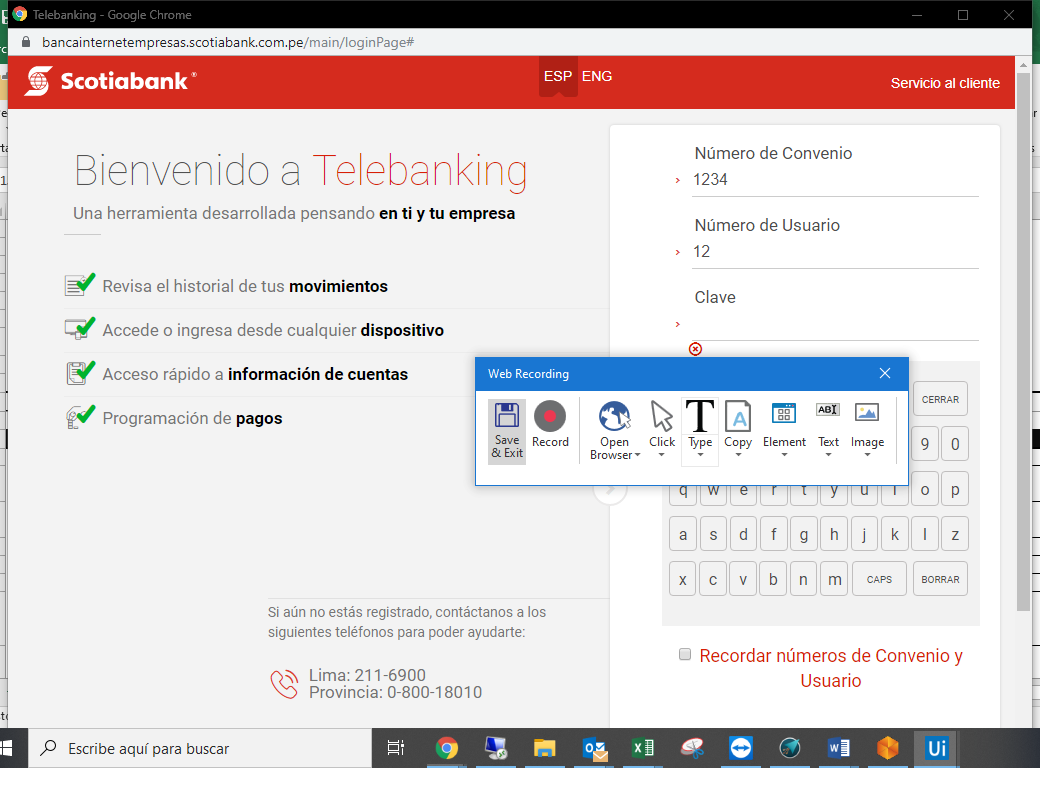 Telebanking - Google Chrome
bancainternetempresas.scotiabank.com.pe/main/loginPage#
Scotiabank®
ESP ENG
Servicio al cliente
Bienvenido a Telebanking
Una herramienta desarrollada pensando en ti y tu empresa
Revisa el historial de tus movimientos
Accede o ingresa desde cualquier dispositivo
Acceso rápido a información de cuentas
Programación de pagos
Número de Convenio
1234
Número de Usuario
12
Clave
Web Recording
Save & Exit
Record
Open Browser
Click
Type
Copy
Element
Text
Image
CERRAR
9 0
q w e r t y u i o p
a s d f g h j k l z
x c v b n m CAPS BORRAR
Recordar números de Convenio y
Usuario
Si aún no estás registrado, contáctanos a los
siguientes teléfonos para poder ayudarte:
Lima: 211-6900
Provincia: 0-800-18010
Escribe aquí para buscar
Ui